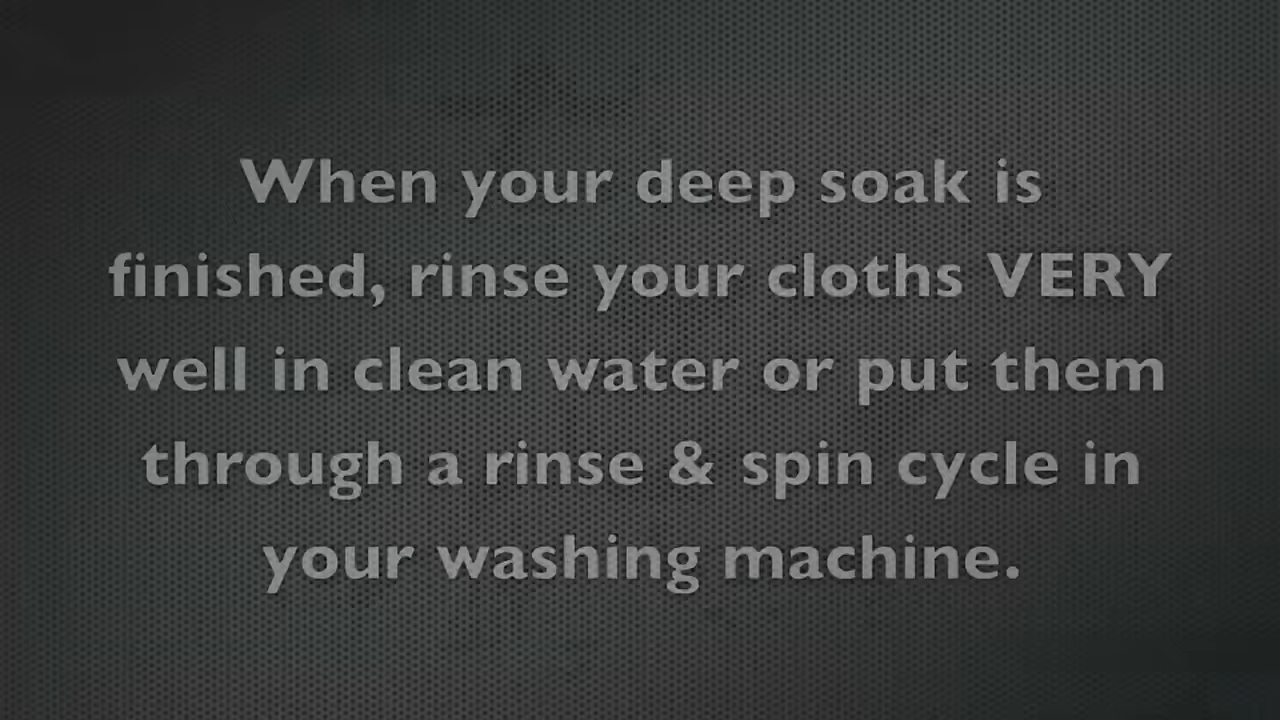 When your deep soak is
finished, rinse your cloths VERY
well in clean water or put them
through a rinse & spin cycle in
your washing machine.